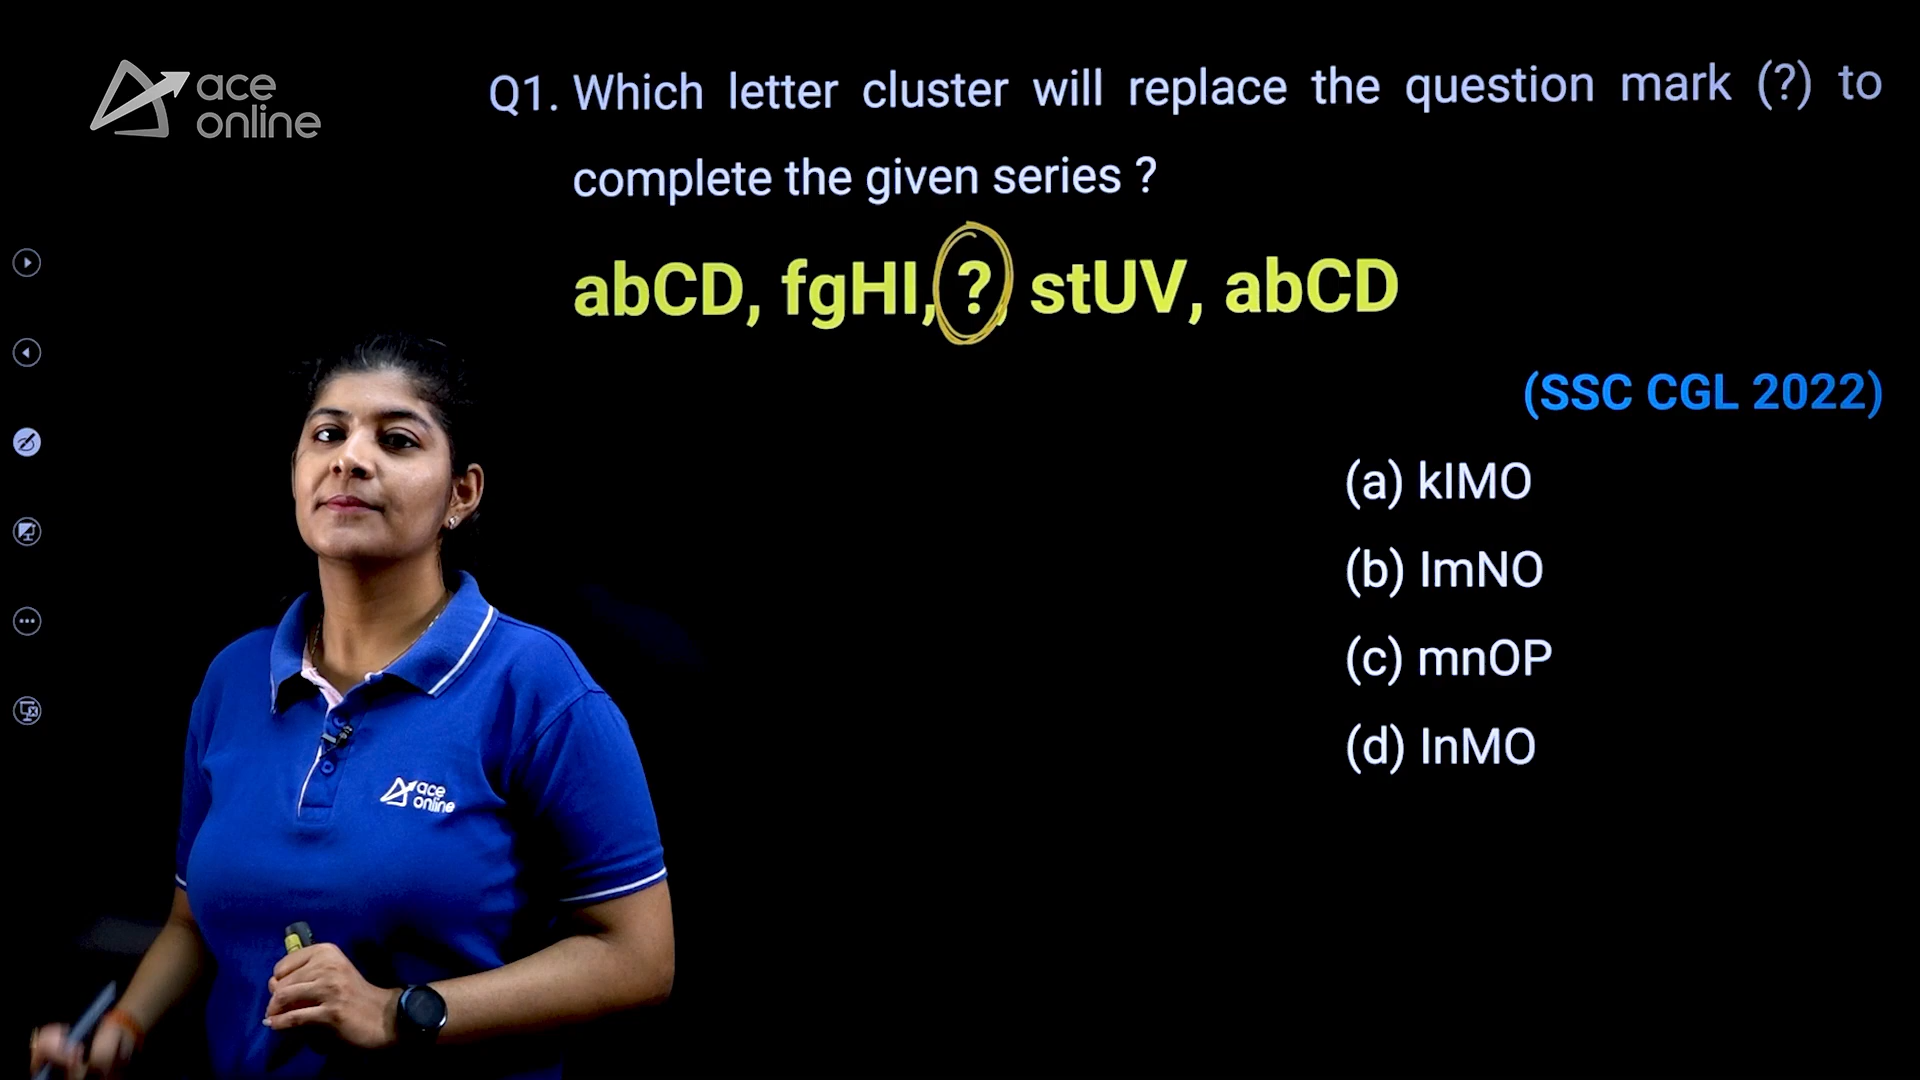 ace
online
Q1. Which letter cluster will replace the question mark (?) to
complete the given series ?
abCD, fgHI, ?, stUV, abCD
(SSC CGL 2022)
(a) klMO
(b) lmNO
(c) mnOP
(d) lnMO
ace
online